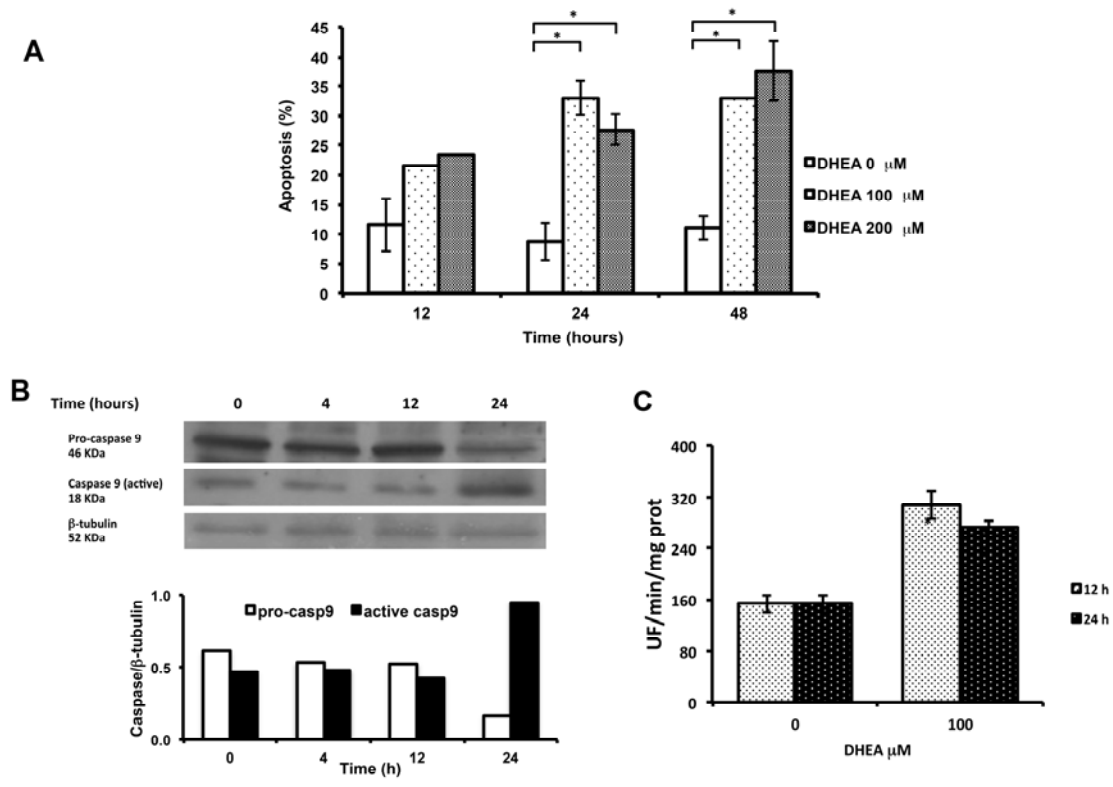 A
45
40
35
30
25
20
15
10
5
0
Apoptosis (%)
* *
* *
12 24 48
Time (hours)
DHEA 0 μM
DHEA 100 μM
DHEA 200 μM
B
Time (hours) 0 4 12 24
Pro-caspase 9
46 KDa
Caspase 9 (active)
18 KDa
β-tubulin
52 KDa
1.0
0.5
0.0
Caspase/β-tubulin
pro-casp9 active casp9
0 4 12 24
Time (h)
C
400
320
240
160
80
0
UF/min/mg prot
0 100
DHEA μM
12 h
24 h